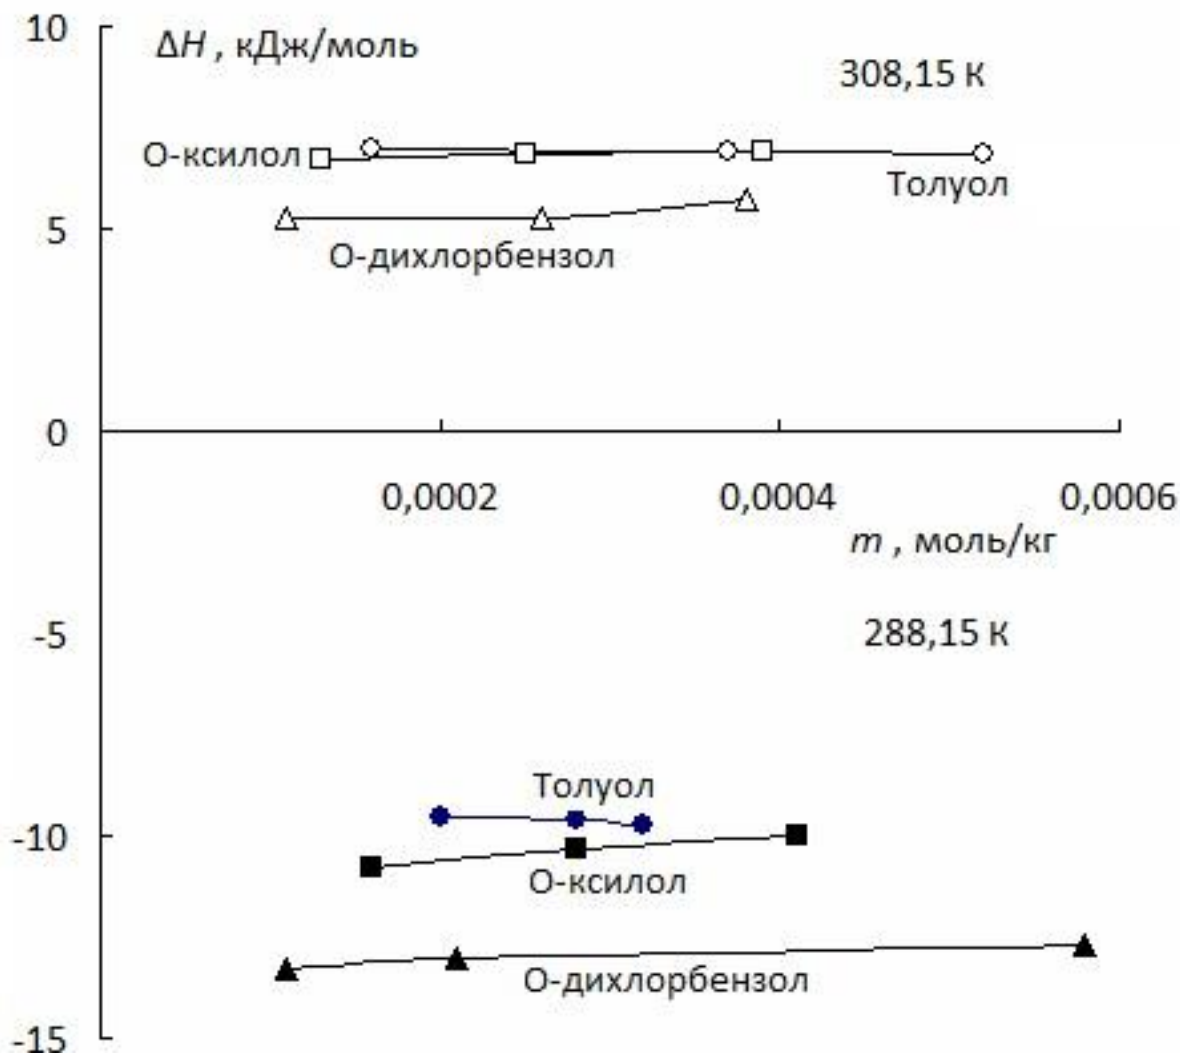 10
ΔH , кДж/моль
308,15 К
О-ксилол
Толуол
5
О-дихлорбензол
0
0,0002
0,0004
0,0006
m , моль/кг
-5
288,15 К
Толуол
-10
О-ксилол
О-дихлорбензол
-15